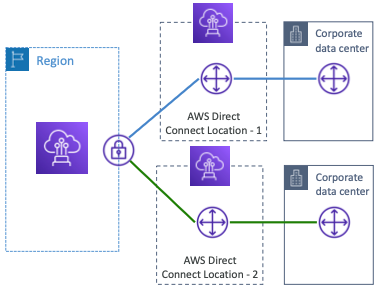 Region
AWS Direct
Connect Location - 1
Corporate
data center
AWS Direct
Connect Location - 2
Corporate
data center